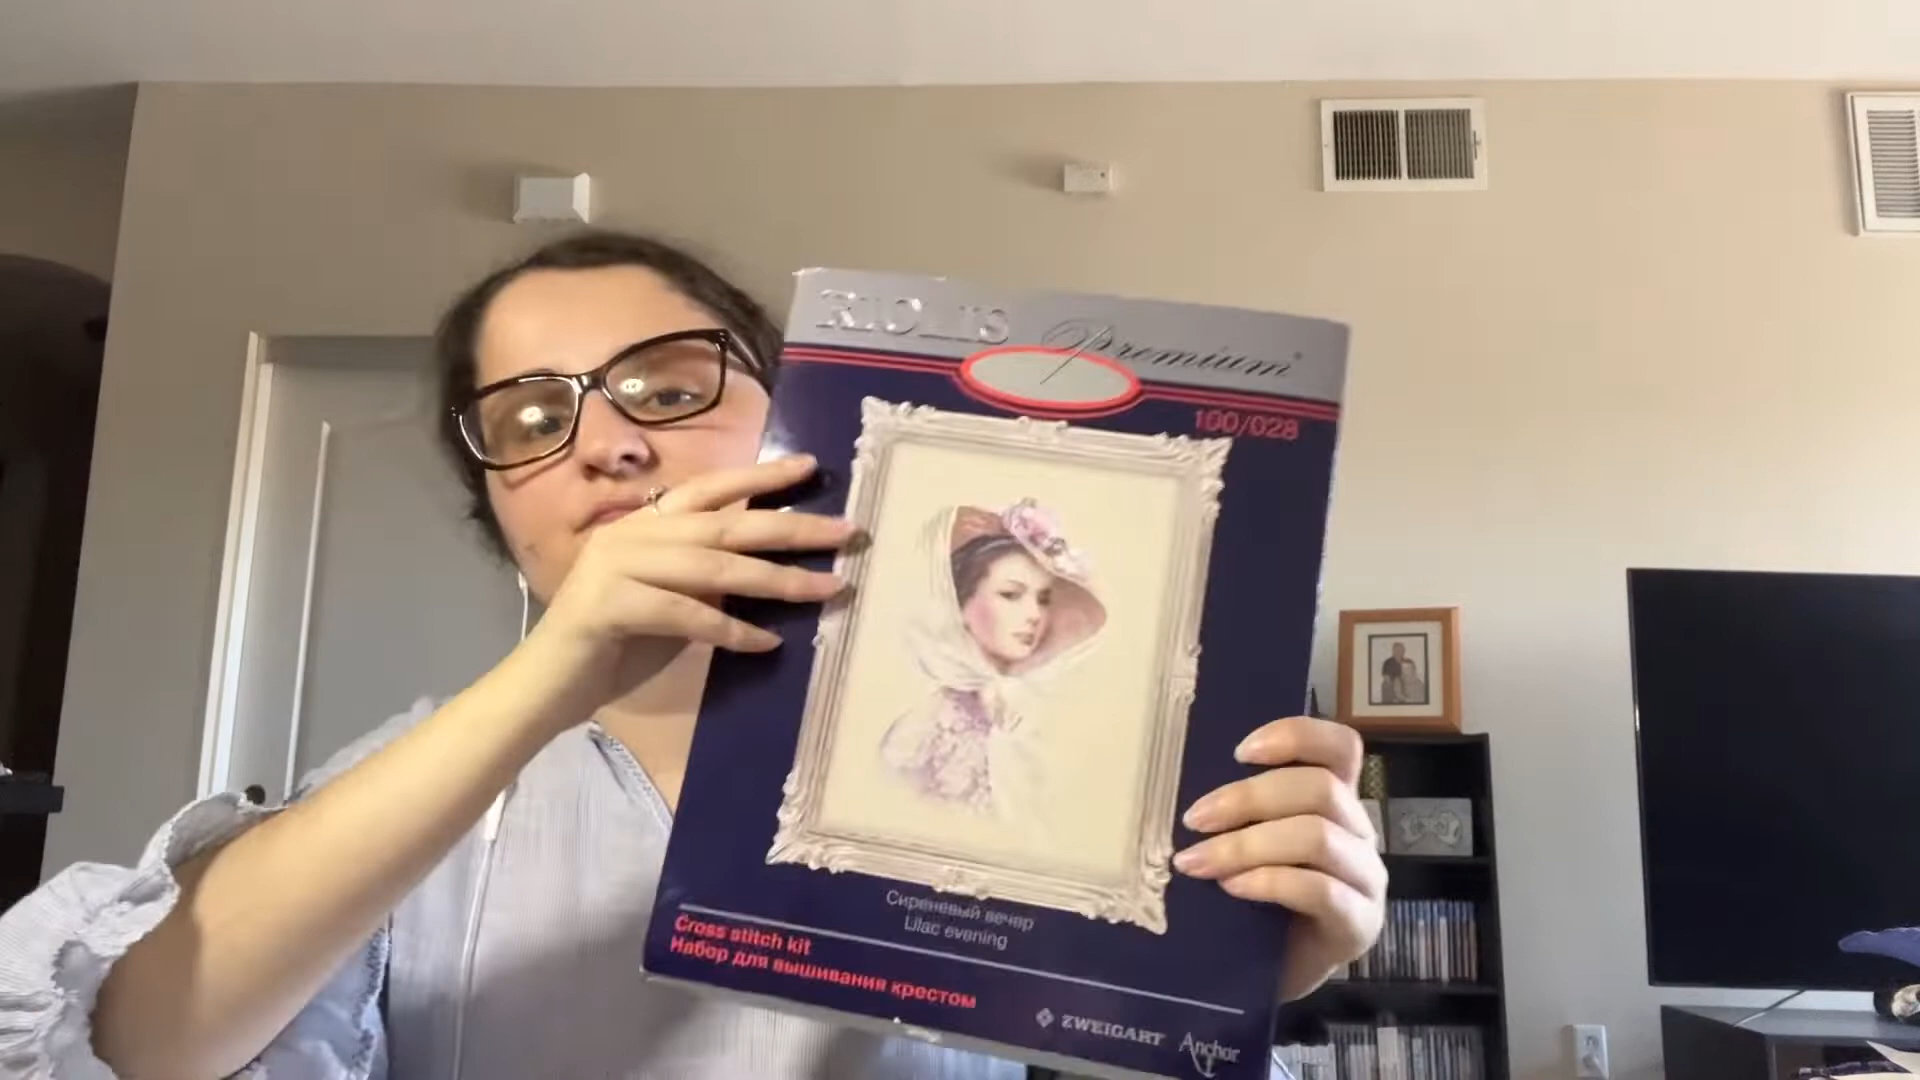 RIOLIS Premium®
100/028
Сиреневый вечер
Lilac evening
Cross stitch kit
Набор для вышивания крестом
ZWEIGART Anchor